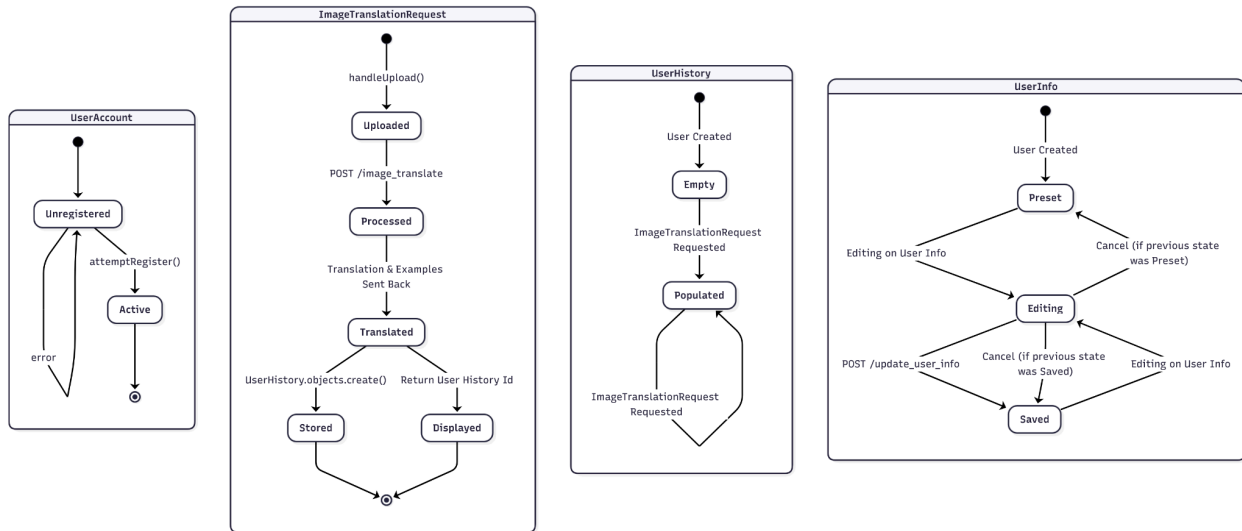 UserAccount
Unregistered
attemptRegister()
Active
error
ImageTranslationRequest
handleUpload()
Uploaded
POST /image_translate
Processed
Translation & Examples
Sent Back
Translated
UserHistory.objects.create()
Return User History Id
Stored
Displayed
UserHistory
User Created
Empty
ImageTranslationRequest
Requested
Populated
ImageTranslationRequest
Requested
UserInfo
User Created
Preset
Editing on User Info
Cancel (if previous state
was Preset)
Editing
POST /update_user_info
Cancel (if previous state
was Saved)
Editing on User Info
Saved